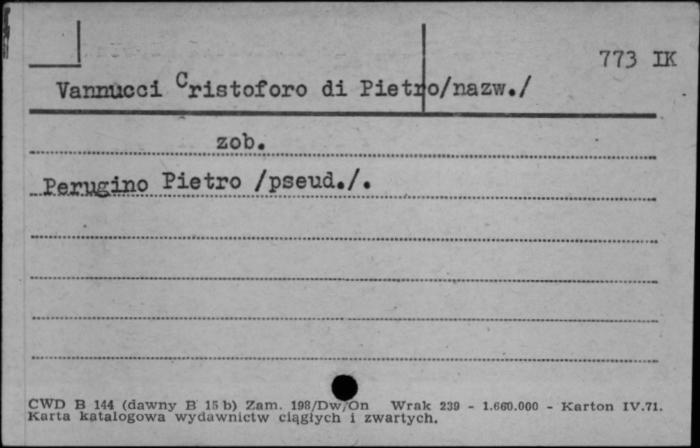 773 IK
Vannucci Cristoforo di Pietro/nazw./
zob.
Perugino Pietro /pseud./.
CWD B 144 (dawny B 15 b) Zam. 198/Dw/On Wrak 239 - 1.660.000 - Karton IV.71.
Karta katalogowa wydawnictw ciągłych i zwartych.